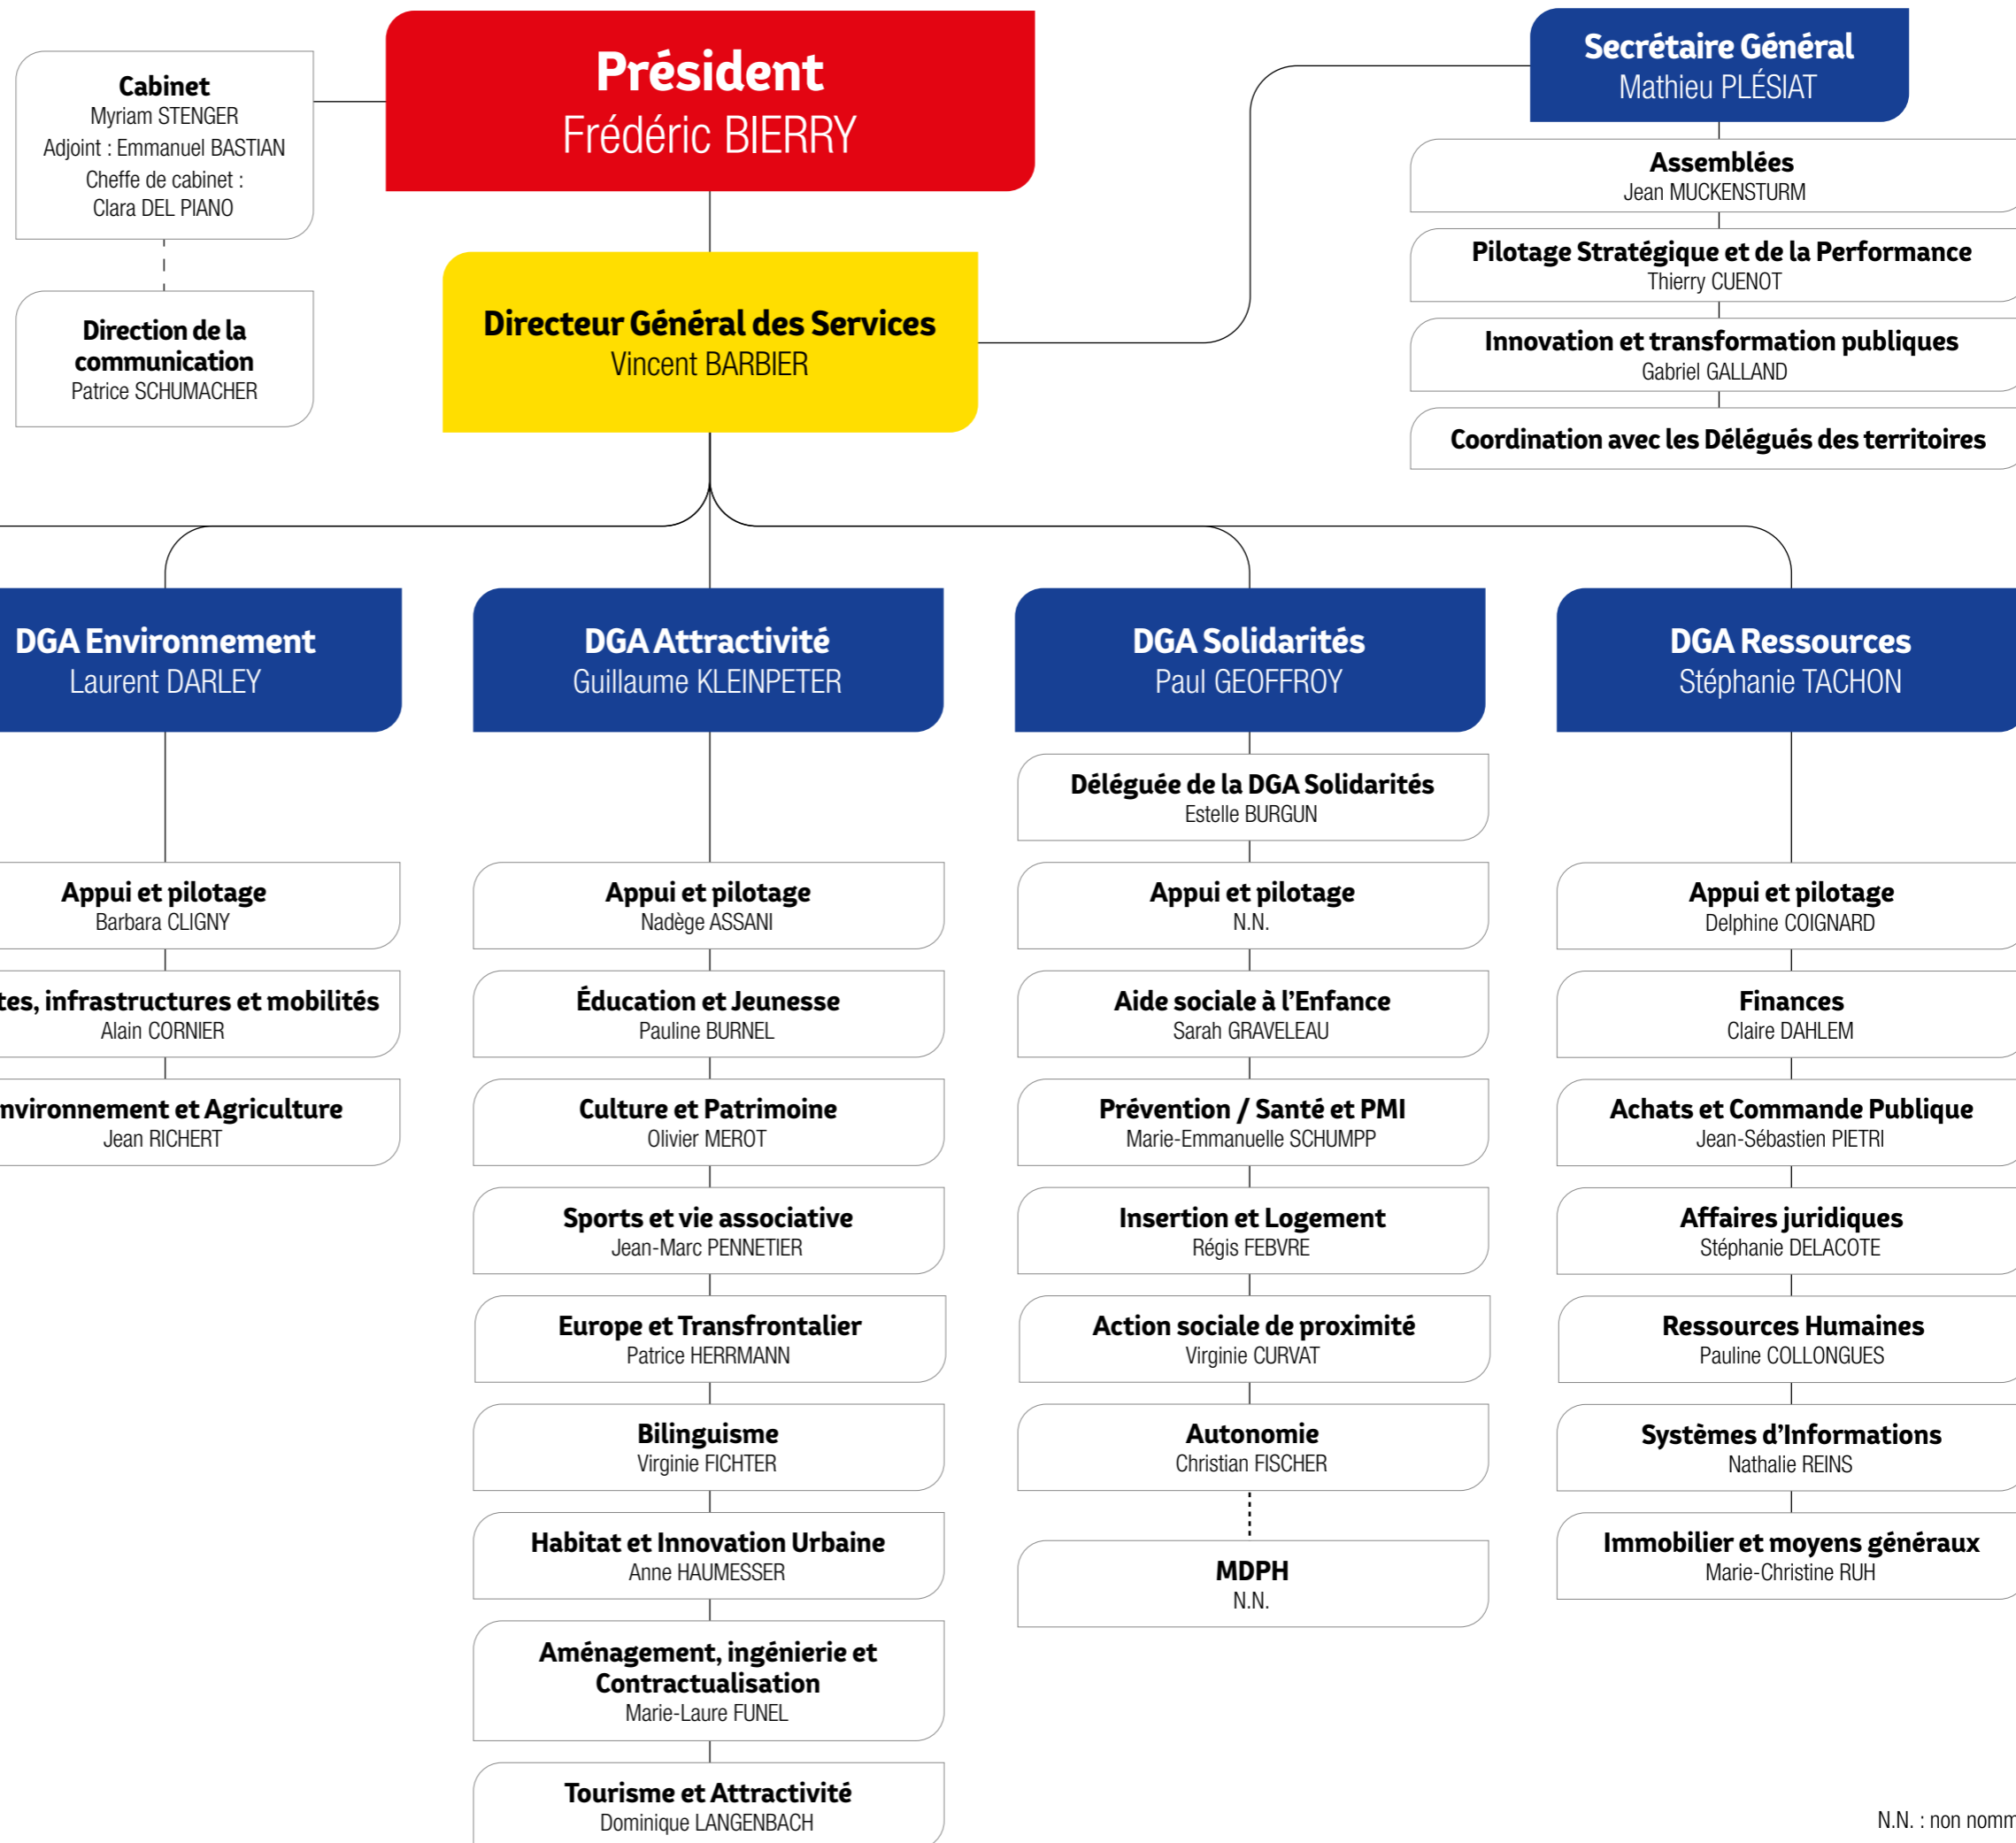 Cabinet
Myriam STENGER
Adjoint : Emmanuel BASTIAN
Cheffe de cabinet :
Clara DEL PIANO
Direction de la
communication
Patrice SCHUMACHER
Président
Frédéric BIERRY
Directeur Général des Services
Vincent BARBIER
Secrétaire Général
Mathieu PLÉSIAT
Assemblées
Jean MUCKENSTURM
Pilotage Stratégique et de la Performance
Thierry CUENOT
Innovation et transformation publiques
Gabriel GALLAND
Coordination avec les Délégués des territoires
DGA Environnement
Laurent DARLEY
Appui et pilotage
Barbara CLIGNY
infrastructures et mobilités
Alain CORNIER
et Agriculture
Jean RICHERT
DGA Attractivité
Guillaume KLEINPETER
Appui et pilotage
Nadège ASSANI
Éducation et Jeunesse
Pauline BURNEL
Culture et Patrimoine
Olivier MEROT
Sports et vie associative
Jean-Marc PENNETIER
Europe et Transfrontalier
Patrice HERRMANN
Bilinguisme
Virginie FICHTER
Habitat et Innovation Urbaine
Anne HAUMESSER
Aménagement, ingénierie et
Contractualisation
Marie-Laure FUNEL
Tourisme et Attractivité
Dominique LANGENBACH
DGA Solidarités
Paul GEOFFROY
Déléguée de la DGA Solidarités
Estelle BURGUN
Appui et pilotage
N.N.
Aide sociale à l'Enfance
Sarah GRAVELEAU
Prévention / Santé et PMI
Marie-Emmanuelle SCHUMPP
Insertion et Logement
Régis FEBVRE
Action sociale de proximité
Virginie CURVAT
Autonomie
Christian FISCHER
MDPH
N.N.
DGA Ressources
Stéphanie TACHON
Appui et pilotage
Delphine COIGNARD
Finances
Claire DAHLEM
Achats et Commande Publique
Jean-Sébastien PIETRI
Affaires juridiques
Stéphanie DELACOTE
Ressources Humaines
Pauline COLLONGUES
Systèmes d'Informations
Nathalie REINS
Immobilier et moyens généraux
Marie-Christine RUH
N.N. : non